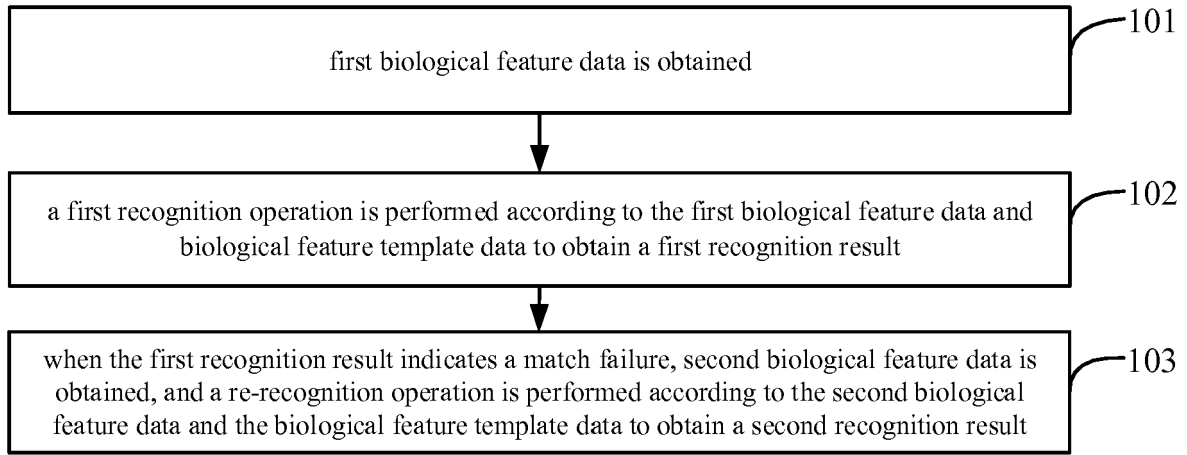 first biological feature data is obtained
101
a first recognition operation is performed according to the first biological feature data and
biological feature template data to obtain a first recognition result
102
when the first recognition result indicates a match failure, second biological feature data is
obtained, and a re-recognition operation is performed according to the second biological
feature data and the biological feature template data to obtain a second recognition result
103